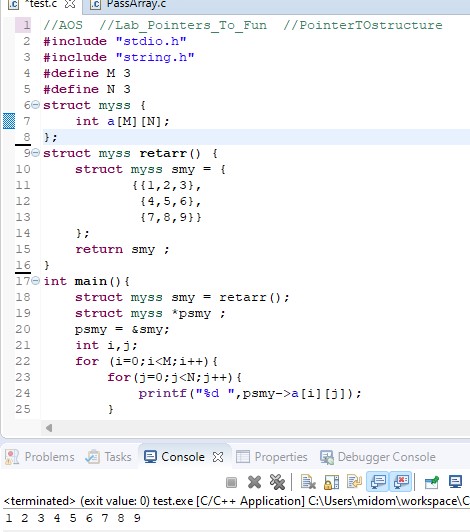 *test.c PassArray.c
1 //AOS //Lab_Pointers_To_Fun //PointerTOstructure
2 #include "stdio.h"
3 #include "string.h"
4 #define M 3
5 #define N 3
6 struct myss {
7 int a[M][N];
8 };
9 struct myss retarr() {
10 struct myss smy = {
11 {{1,2,3},
12 {4,5,6},
13 {7,8,9}}
14 };
15 return smy ;
16 }
17 int main(){
18 struct myss smy = retarr();
19 struct myss *psmy ;
20 psmy = &smy;
21 int i,j;
22 for (i=0;i<M;i++){
23 for(j=0;j<N;j++){
24 printf("%d ",psmy->a[i][j]);
25 }
Problems Tasks Console Properties Debugger Console
<terminated> (exit value: 0) test.exe [C/C++ Application] C:\Users\midom\workspace\C
1 2 3 4 5 6 7 8 9